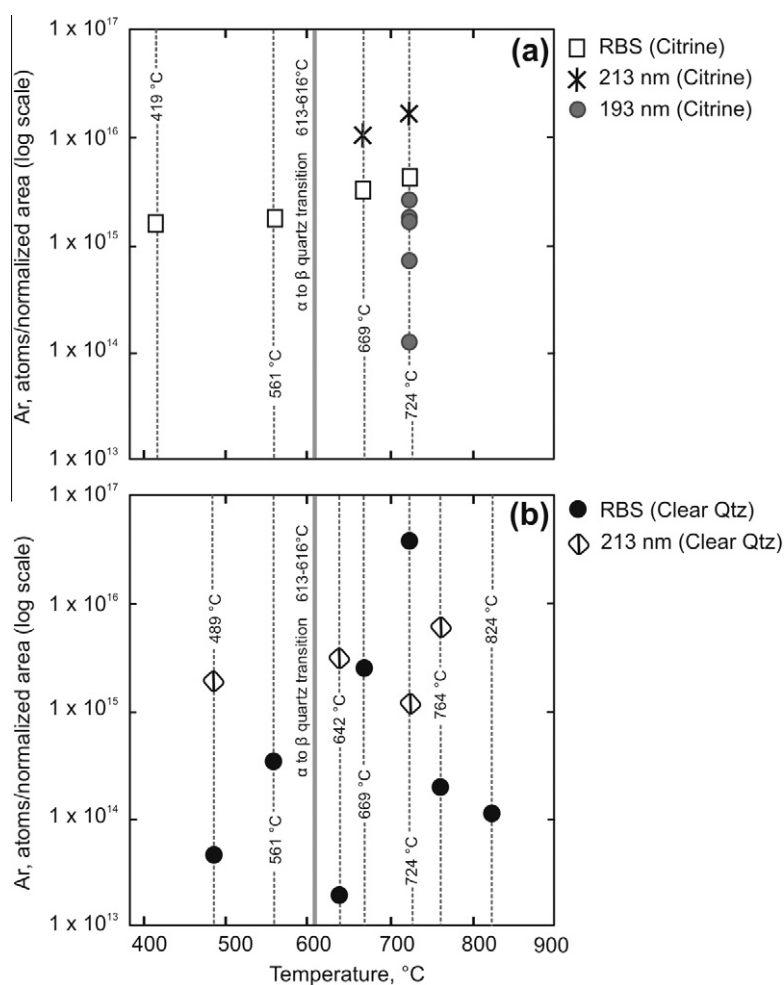 1 x 10¹⁷
1 x 10¹⁶
1 x 10¹⁵
1 x 10¹⁴
1 x 10¹³
Ar, atoms/normalized area (log scale)
419 °C
561 °C
α to β quartz transition 613-616°C
669 °C
724 °C
(a)
RBS (Citrine)
213 nm (Citrine)
193 nm (Citrine)
1 x 10¹⁷
1 x 10¹⁶
1 x 10¹⁵
1 x 10¹⁴
1 x 10¹³
Ar, atoms/normalized area (log scale)
489 °C
561 °C
α to β quartz transition 613-616°C
642 °C
669 °C
724 °C
764 °C
824 °C
(b)
RBS (Clear Qtz)
213 nm (Clear Qtz)
400 500 600 700 800 900
Temperature, °C